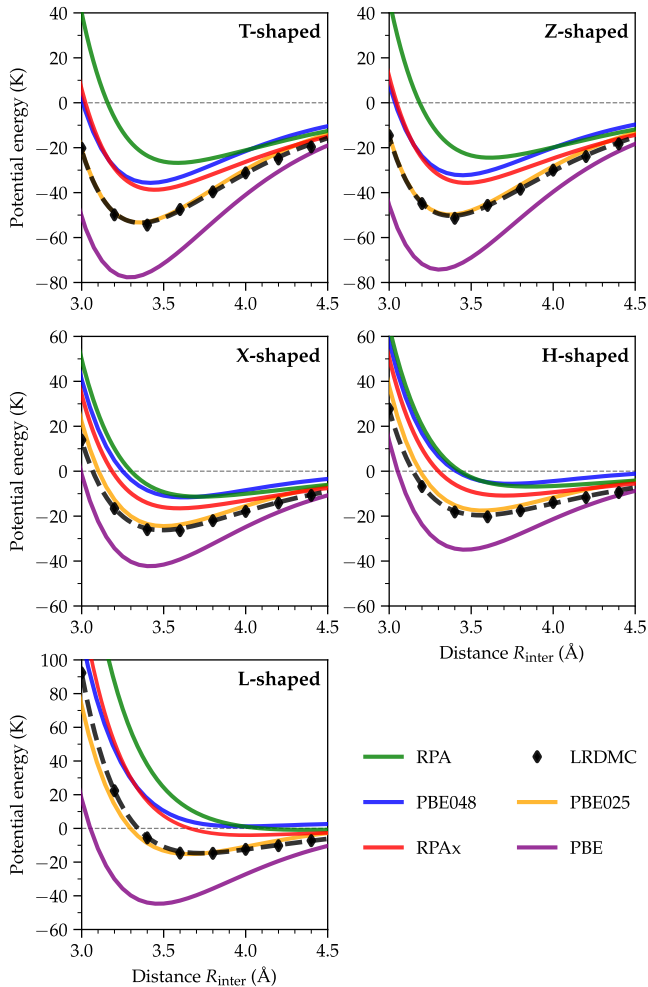 T-shaped
Potential energy (K)
40
20
0
−20
−40
−60
−80
3.0 3.5 4.0 4.5
Z-shaped
40
20
0
−20
−40
−60
−80
3.0 3.5 4.0 4.5
X-shaped
Potential energy (K)
60
40
20
0
−20
−40
−60
3.0 3.5 4.0 4.5
H-shaped
60
40
20
0
−20
−40
−60
3.0 3.5 4.0 4.5
Distance Rinter (Å)
L-shaped
Potential energy (K)
100
80
60
40
20
0
−20
−40
−60
3.0 3.5 4.0 4.5
Distance Rinter (Å)
RPA LRDMC
PBE048 PBE025
RPAx PBE